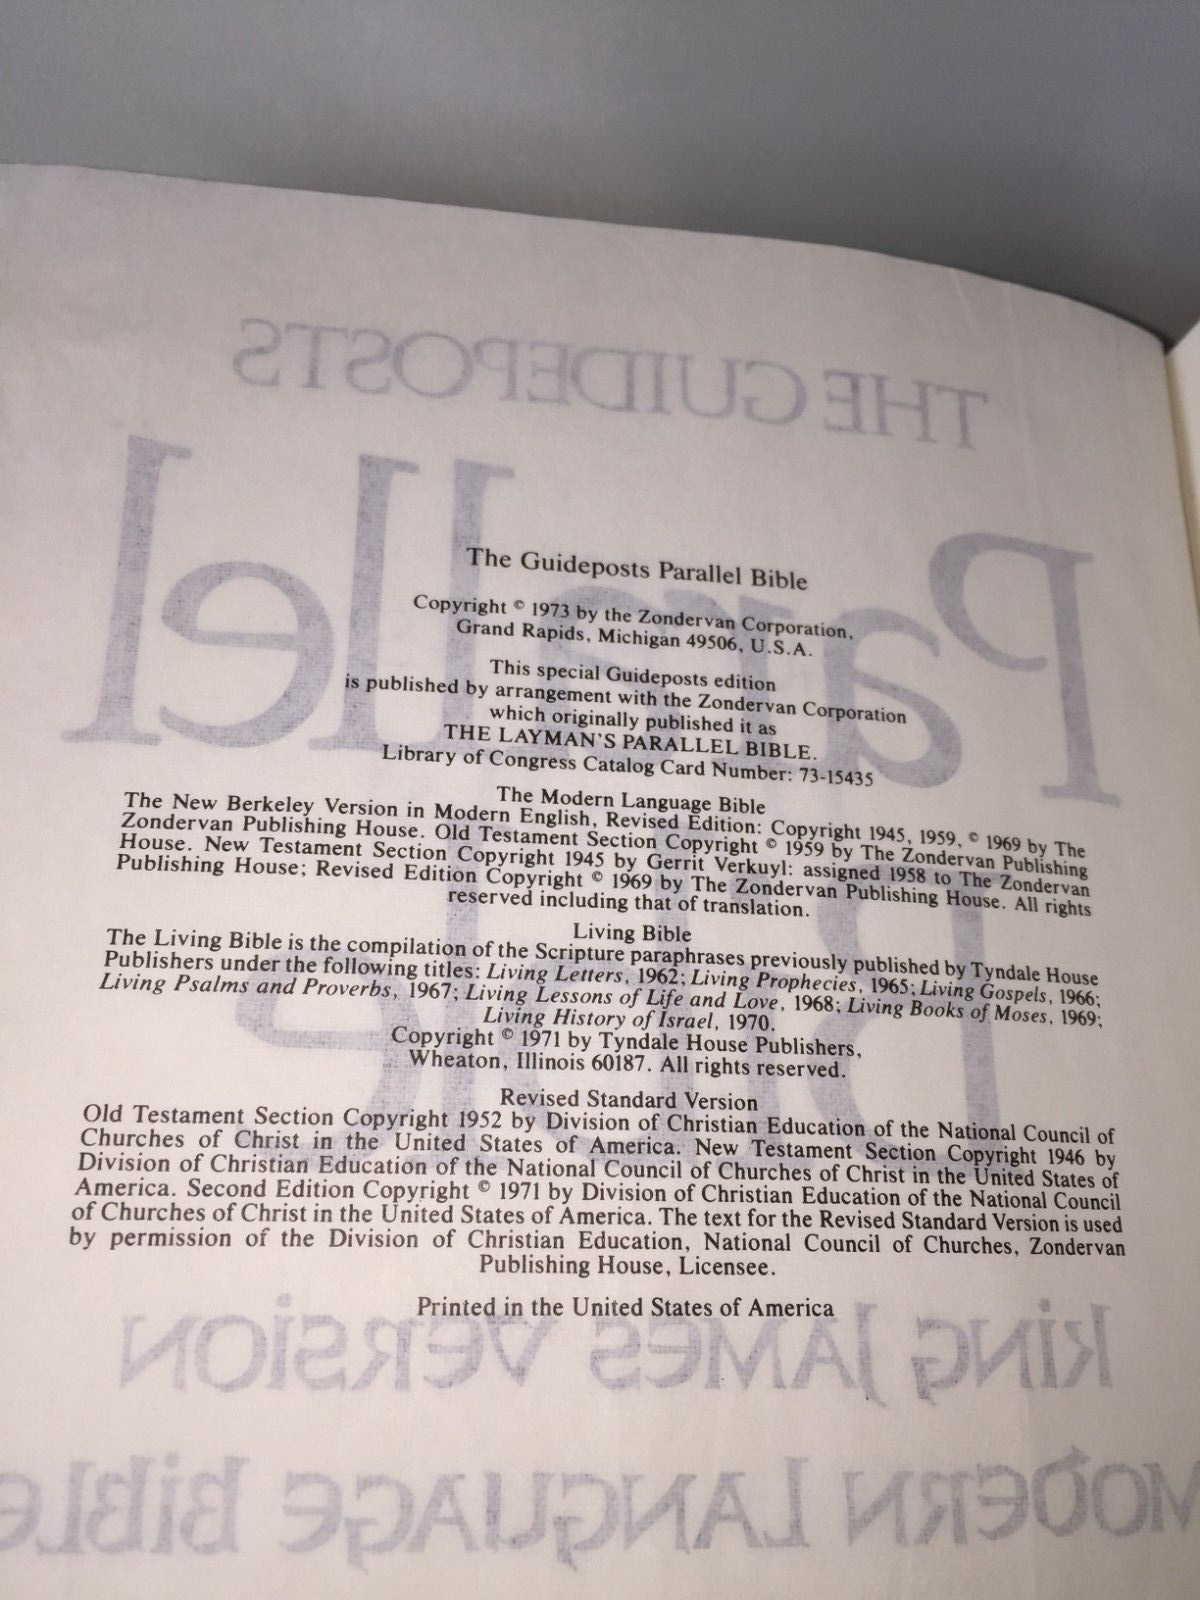 THE GUIDEPOSTS
Parallel
Bible
The Guideposts Parallel Bible
Copyright © 1973 by the Zondervan Corporation,
Grand Rapids, Michigan 49506, U.S.A.
This special Guideposts edition
is published by arrangement with the Zondervan Corporation
which originally published it as
THE LAYMAN'S PARALLEL BIBLE.
Library of Congress Catalog Card Number: 73-15435
The Modern Language Bible
The New Berkeley Version in Modern English, Revised Edition: Copyright 1945, 1959, © 1969 by The
Zondervan Publishing House. Old Testament Section Copyright © 1959 by The Zondervan Publishing
House. New Testament Section Copyright 1945 by Gerrit Verkuyl: assigned 1958 to The Zondervan
Publishing House; Revised Edition Copyright © 1969 by The Zondervan Publishing House. All rights
reserved including that of translation.
Living Bible
The Living Bible is the compilation of the Scripture paraphrases previously published by Tyndale House
Publishers under the following titles: Living Letters, 1962; Living Prophecies, 1965; Living Gospels, 1966;
Living Psalms and Proverbs, 1967; Living Lessons of Life and Love, 1968; Living Books of Moses, 1969;
Living History of Israel, 1970.
Copyright © 1971 by Tyndale House Publishers,
Wheaton, Illinois 60187. All rights reserved.
Revised Standard Version
Old Testament Section Copyright 1952 by Division of Christian Education of the National Council of
Churches of Christ in the United States of America. New Testament Section Copyright 1946 by
Division of Christian Education of the National Council of Churches of Christ in the United States of
America. Second Edition Copyright © 1971 by Division of Christian Education of the National Council
of Churches of Christ in the United States of America. The text for the Revised Standard Version is used
by permission of the Division of Christian Education, National Council of Churches, Zondervan
Publishing House, Licensee.
Printed in the United States of America
KING JAMES VERSION
MODERN LANGUAGE BIBLE